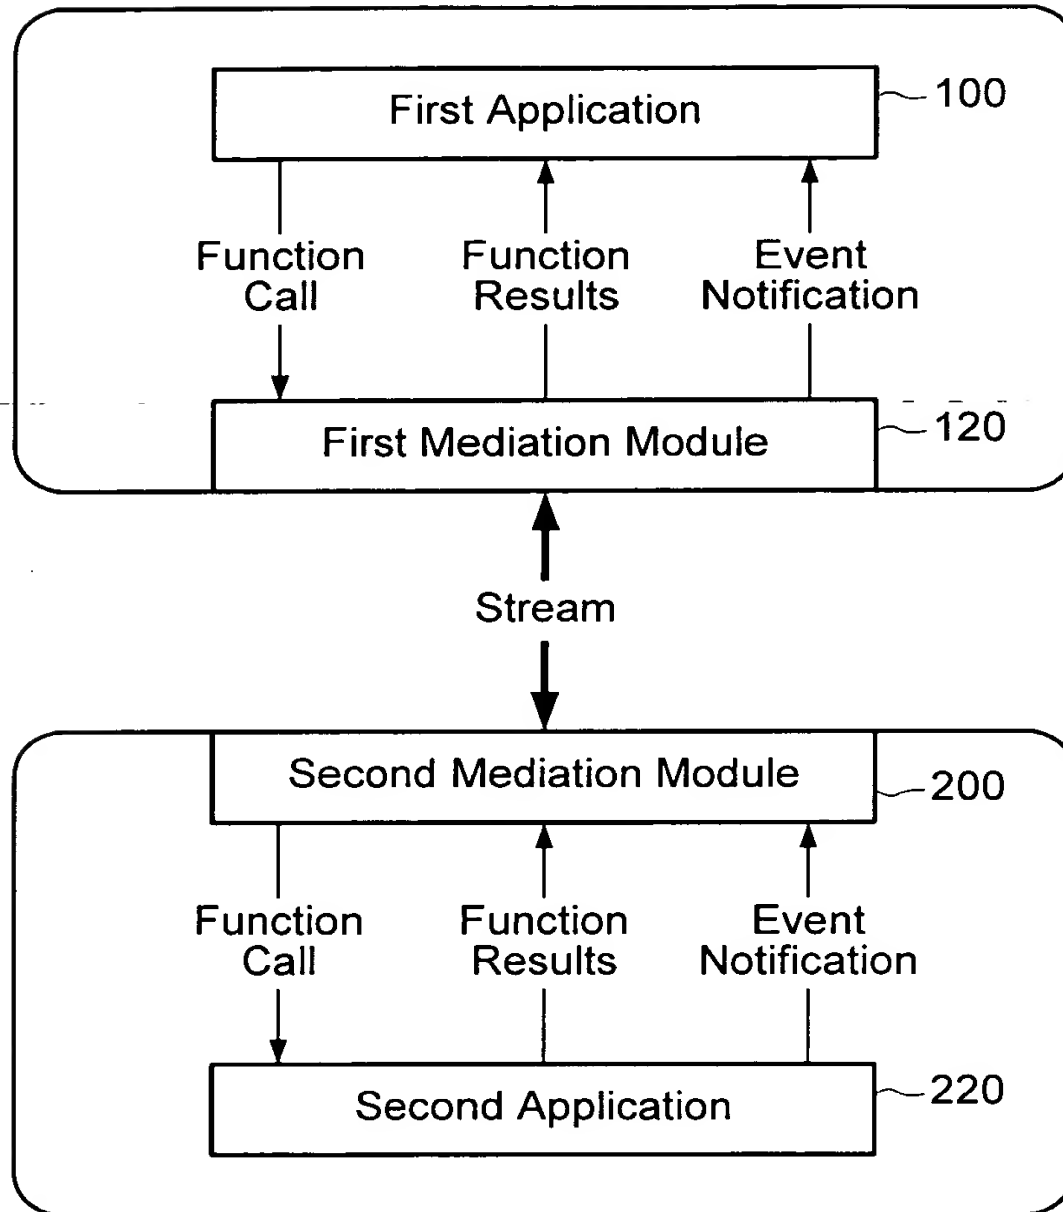 First Application
100
Function
Call
Function
Results
Event
Notification
First Mediation Module
120
Stream
Second Mediation Module
200
Function
Call
Function
Results
Event
Notification
Second Application
220